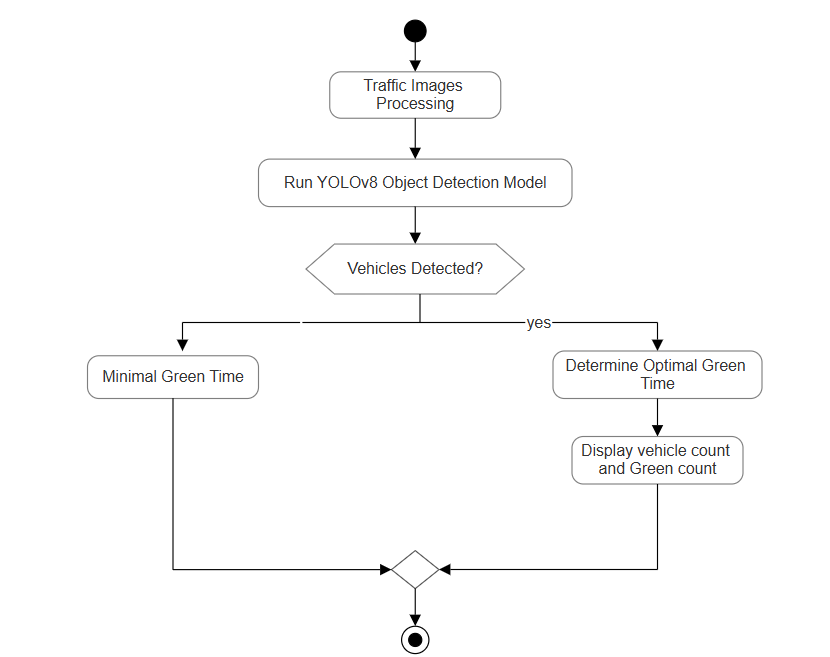 Traffic Images
Processing
Run YOLOv8 Object Detection Model
Vehicles Detected?
yes
Minimal Green Time
Determine Optimal Green
Time
Display vehicle count
and Green count